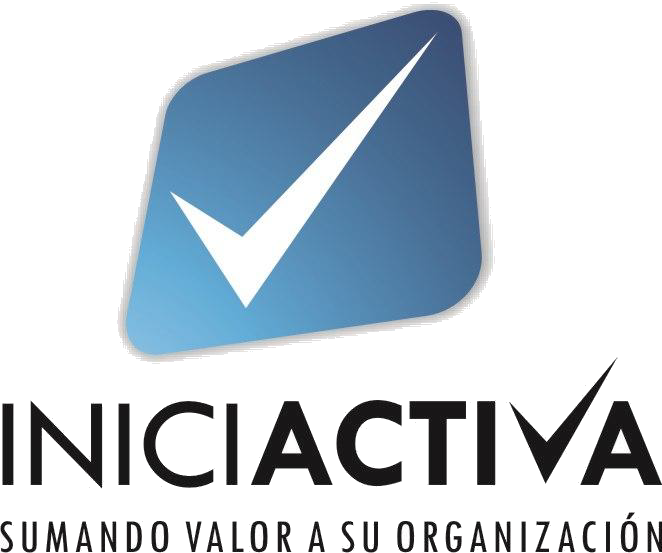 INICIACTIVA
SUMANDO VALOR A SU ORGANIZACIÓN